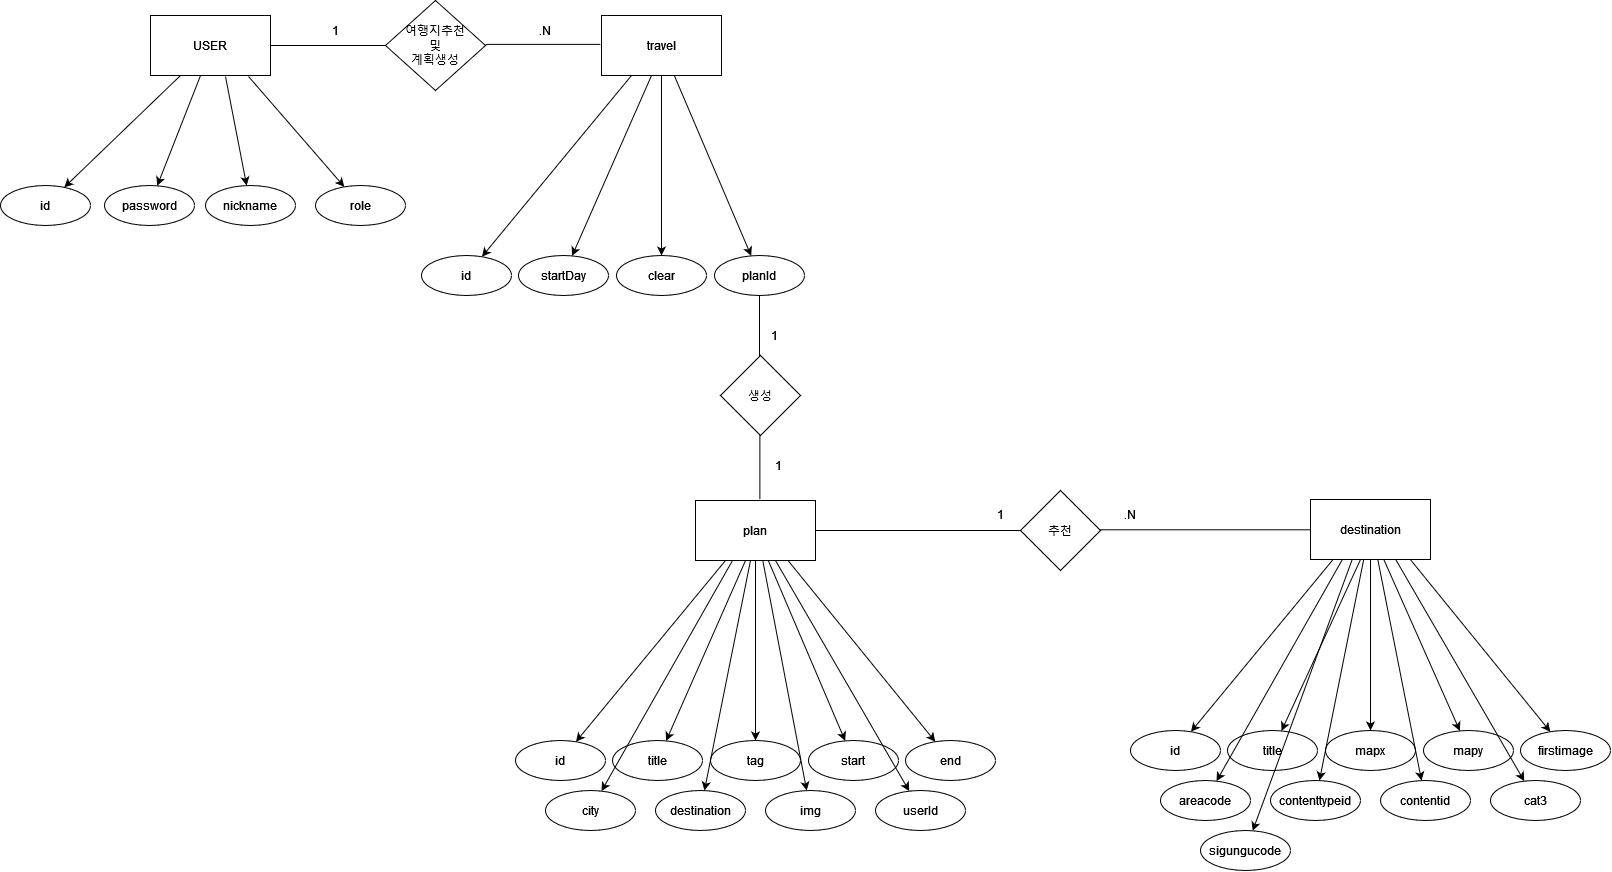 USER
1
여행지추천
및
계획생성
.N
travel
id
password
nickname
role
id
startDay
clear
planId
1
생성
1
plan
1
추천
.N
destination
id
title
tag
start
end
city
destination
img
userId
id
title
mapx
mapy
firstimage
areacode
contenttypeid
contentid
cat3
sigungucode